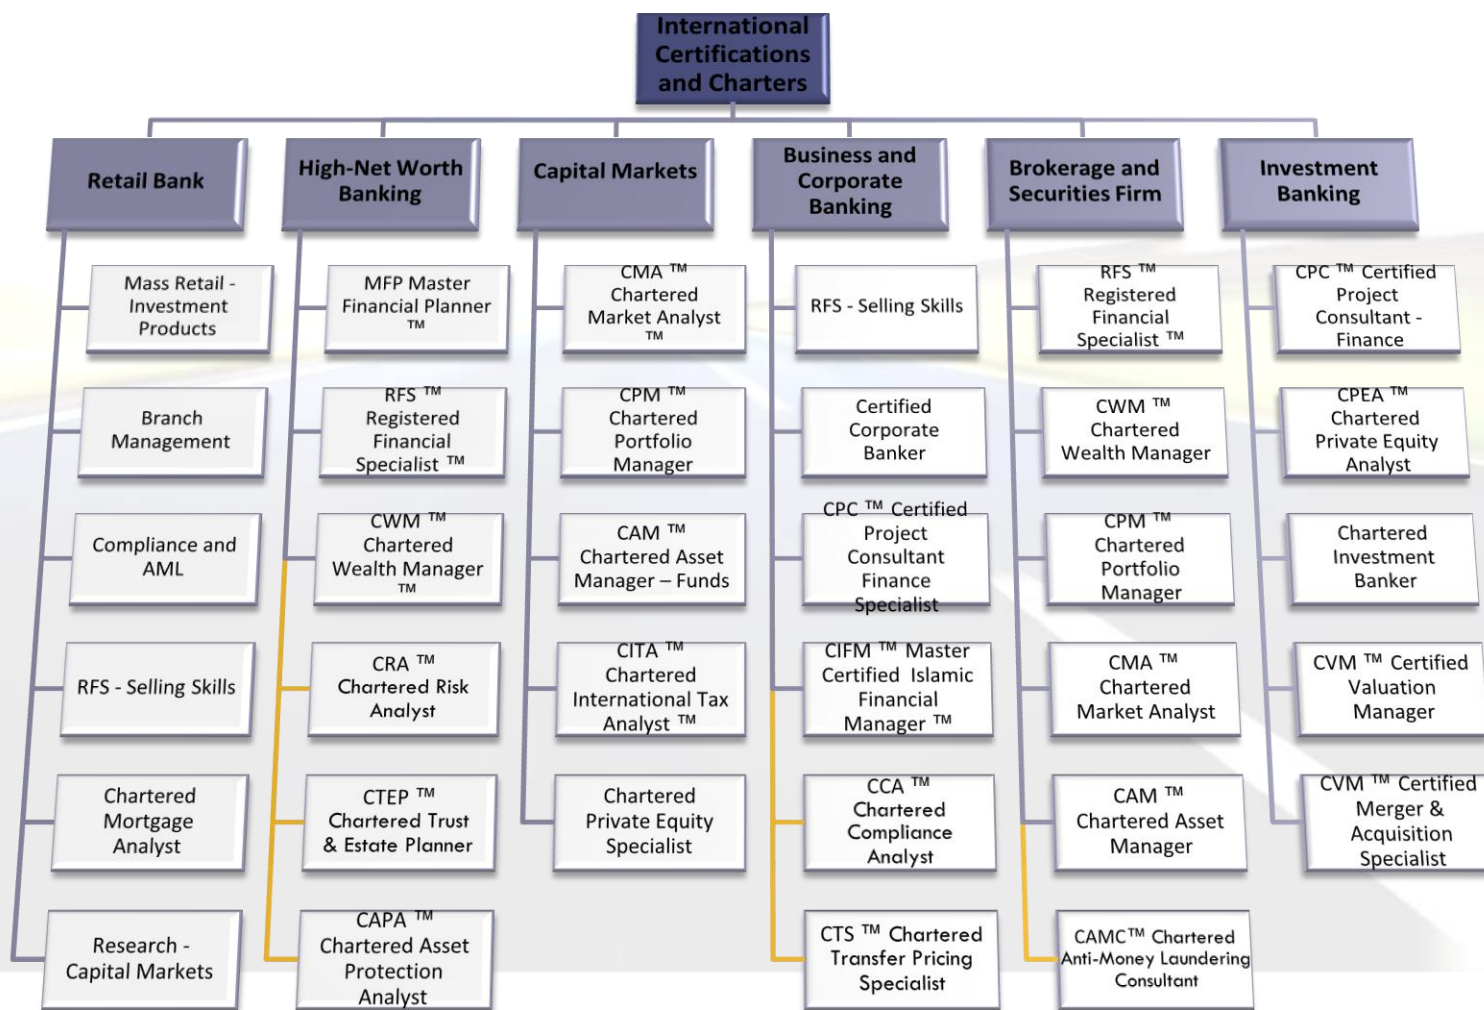 International
Certifications
and Charters
Retail Bank
Mass Retail -
Investment
Products
Branch
Management
Compliance and
AML
RFS - Selling Skills
Chartered
Mortgage
Analyst
Research -
Capital Markets
High-Net Worth
Banking
MFP Master
Financial Planner
™
RFS ™
Registered
Financial
Specialist ™
CWM ™
Chartered
Wealth Manager
™
CRA ™
Chartered Risk
Analyst
CTEP ™
Chartered Trust
& Estate Planner
CAPA ™
Chartered Asset
Protection
Analyst
Capital Markets
CMA ™
Chartered
Market Analyst
™
CPM ™
Chartered
Portfolio
Manager
CAM ™
Chartered Asset
Manager – Funds
CITA ™
Chartered
International Tax
Analyst ™
Chartered
Private Equity
Specialist
Business and
Corporate
Banking
RFS - Selling Skills
Certified
Corporate
Banker
CPC ™ Certified
Project
Consultant
Finance
Specialist
CIFM ™ Master
Certified Islamic
Financial
Manager ™
CCA ™
Chartered
Compliance
Analyst
CTS ™ Chartered
Transfer Pricing
Specialist
Brokerage and
Securities Firm
RFS ™
Registered
Financial
Specialist ™
CWM ™
Chartered
Wealth Manager
CPM ™
Chartered
Portfolio
Manager
CMA ™
Chartered
Market Analyst
CAM ™
Chartered Asset
Manager
CAMC™ Chartered
Anti-Money Laundering
Consultant
Investment
Banking
CPC ™ Certified
Project
Consultant -
Finance
CPEA ™
Chartered
Private Equity
Analyst
Chartered
Investment
Banker
CVM ™ Certified
Valuation
Manager
CVM ™ Certified
Merger &
Acquisition
Specialist